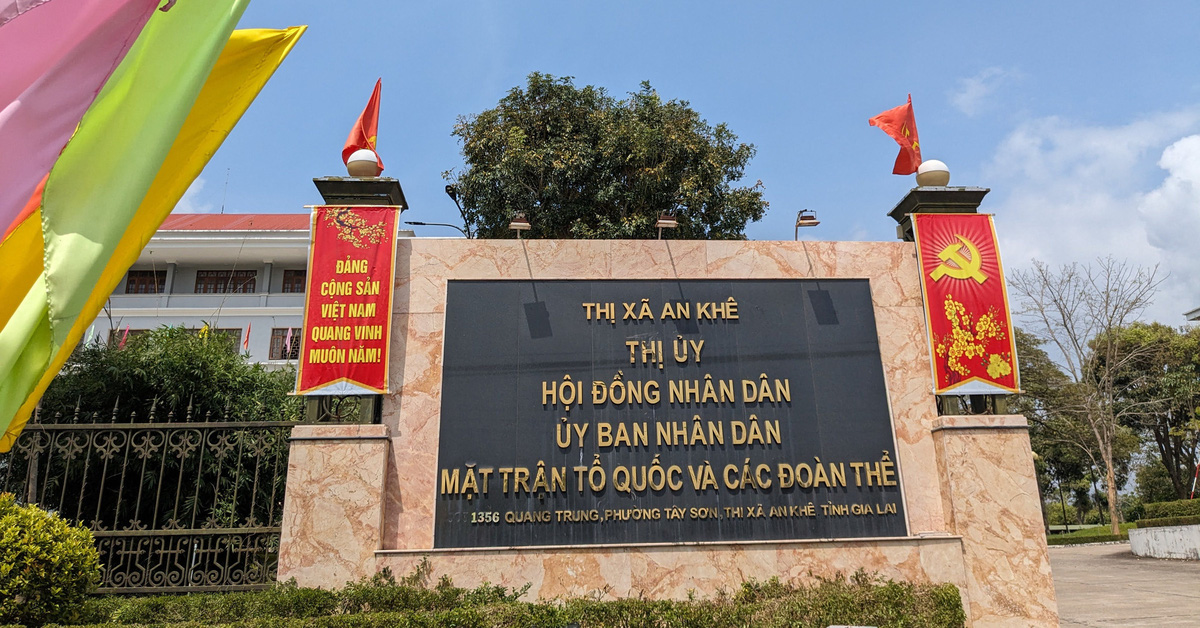 ĐẢNG
CỘNG SẢN
VIỆT NAM
QUANG VINH
MUÔN NĂM!
THỊ XÃ AN KHÊ
THỊ ỦY
HỘI ĐỒNG NHÂN DÂN
ỦY BAN NHÂN DÂN
MẶT TRẬN TỔ QUỐC VÀ CÁC ĐOÀN THỂ
1356 QUANG TRUNG,PHƯỜNG TÂY SƠN,THỊ XÃ AN KHÊ TỈNH GIA LAI